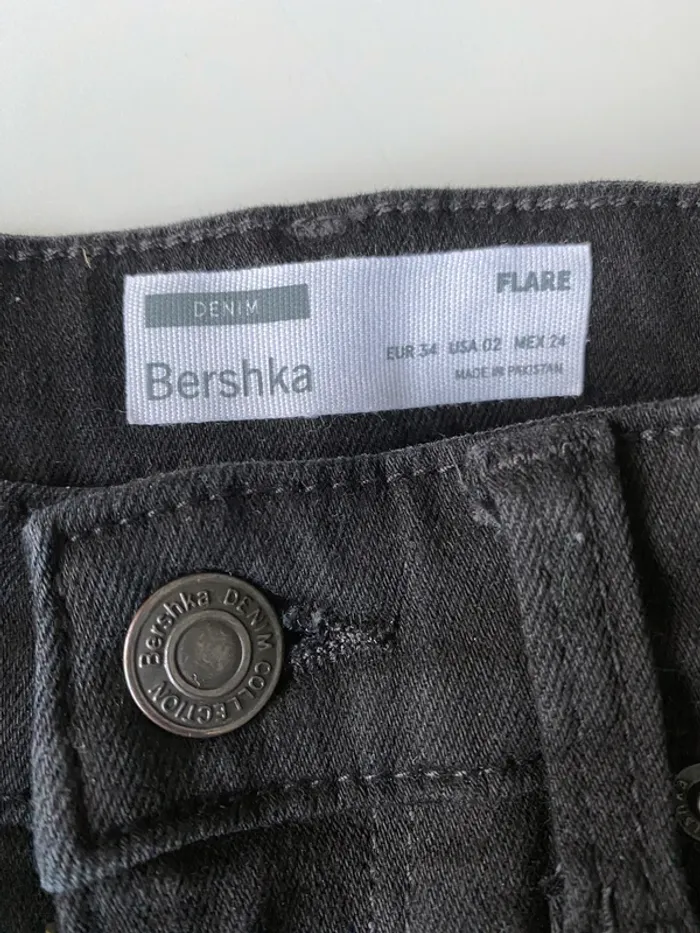 DENIM
FLARE
Bershka
EUR 34 USA 02 MEX 24
MADE IN PAKISTAN
Bershka DENIM COLLECTION